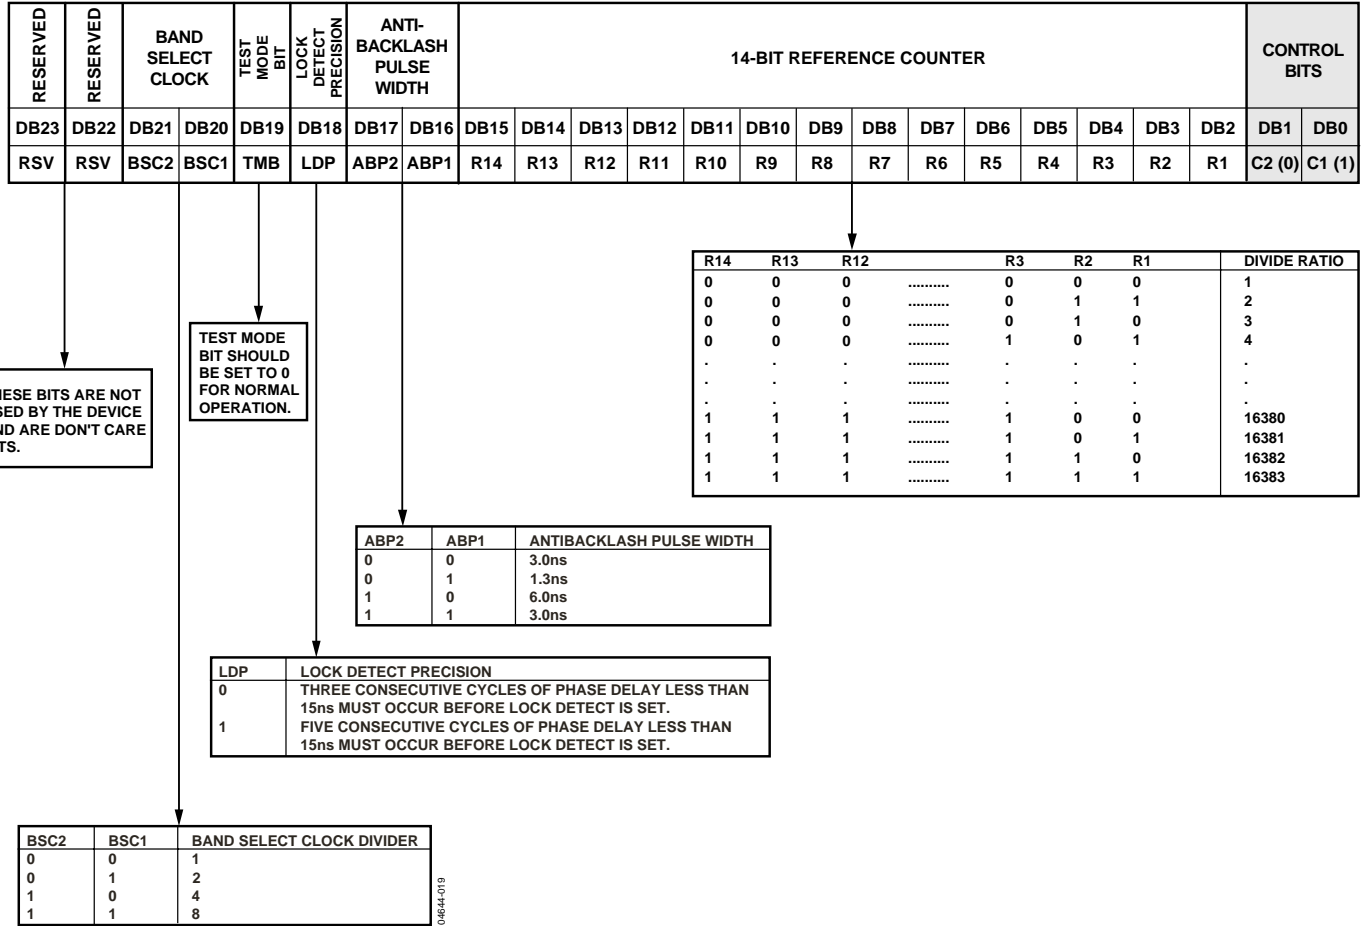 RESERVED
RESERVED
BAND
SELECT
CLOCK
TEST
MODE
BIT
LOCK
DETECT
PRECISION
ANTI-
BACKLASH
PULSE
WIDTH
14-BIT REFERENCE COUNTER
CONTROL
BITS
DB23 DB22 DB21 DB20 DB19 DB18 DB17 DB16 DB15 DB14 DB13 DB12 DB11 DB10 DB9 DB8 DB7 DB6 DB5 DB4 DB3 DB2 DB1 DB0
RSV RSV BSC2 BSC1 TMB LDP ABP2 ABP1 R14 R13 R12 R11 R10 R9 R8 R7 R6 R5 R4 R3 R2 R1 C2 (0) C1 (1)
R14 R13 R12 R3 R2 R1 DIVIDE RATIO
0 0 0 .......... 0 0 0 1
0 0 0 .......... 0 1 1 2
0 0 0 .......... 0 1 0 3
0 0 0 .......... 1 0 1 4
. . . .......... . . . .
. . . .......... . . . .
. . . .......... . . . .
1 1 1 .......... 1 0 0 16380
1 1 1 .......... 1 0 1 16381
1 1 1 .......... 1 1 0 16382
1 1 1 .......... 1 1 1 16383
TEST MODE
BIT SHOULD
BE SET TO 0
FOR NORMAL
OPERATION.
HESE BITS ARE NOT
SED BY THE DEVICE
ND ARE DON'T CARE
TS.
ABP2 ABP1 ANTIBACKLASH PULSE WIDTH
0 0 3.0ns
0 1 1.3ns
1 0 6.0ns
1 1 3.0ns
LDP LOCK DETECT PRECISION
0 THREE CONSECUTIVE CYCLES OF PHASE DELAY LESS THAN
15ns MUST OCCUR BEFORE LOCK DETECT IS SET.
1 FIVE CONSECUTIVE CYCLES OF PHASE DELAY LESS THAN
15ns MUST OCCUR BEFORE LOCK DETECT IS SET.
BSC2 BSC1 BAND SELECT CLOCK DIVIDER
0 0 1
0 1 2
1 0 4
1 1 8
04644-019